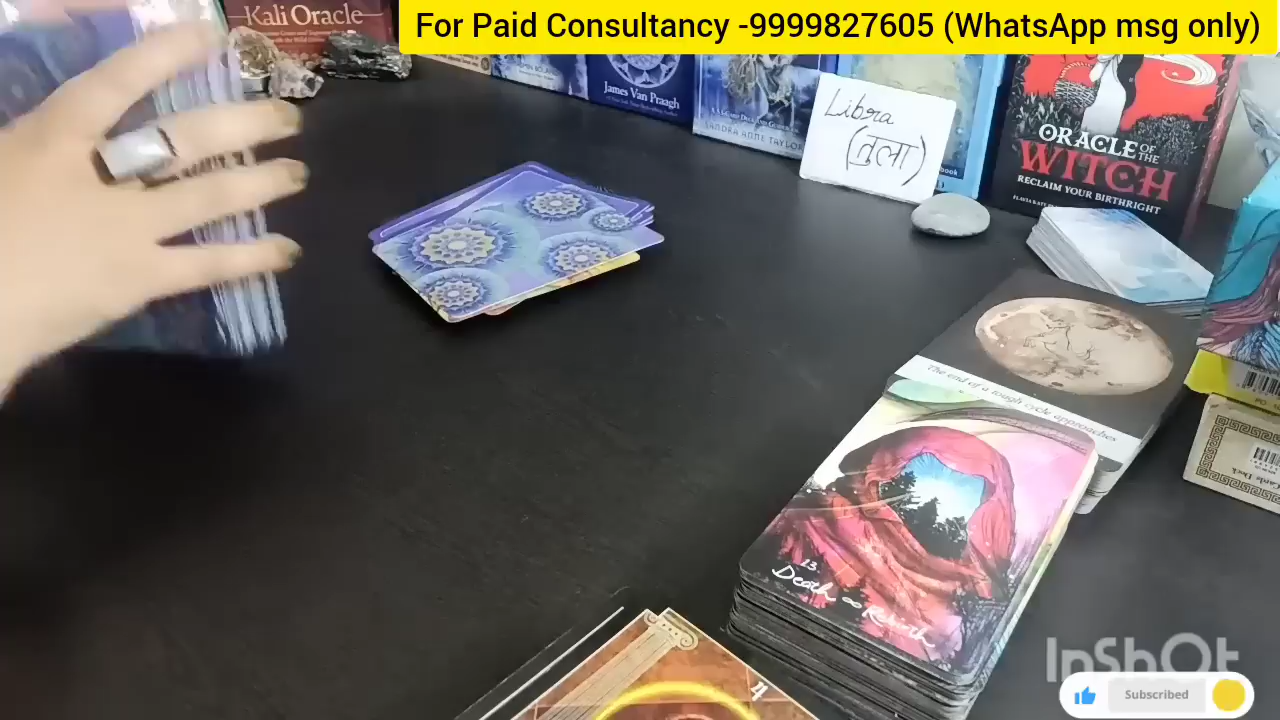 For Paid Consultancy -9999827605 (WhatsApp msg only)
Kali Oracle
James Van Praagh
SANDRA ANNE TAYLOR
Libra
(तुला)
ORACLE OF THE
WITCH
RECLAIM YOUR BIRTHRIGHT
The end of a tough cycle approaches
13.
Death ∞ Rebirth
4
InShOt
Subscribed